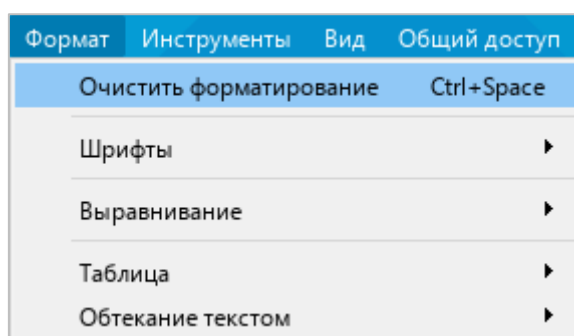 Формат Инструменты Вид Общий доступ
Очистить форматирование Ctrl+Space
Шрифты
Выравнивание
Таблица
Обтекание текстом